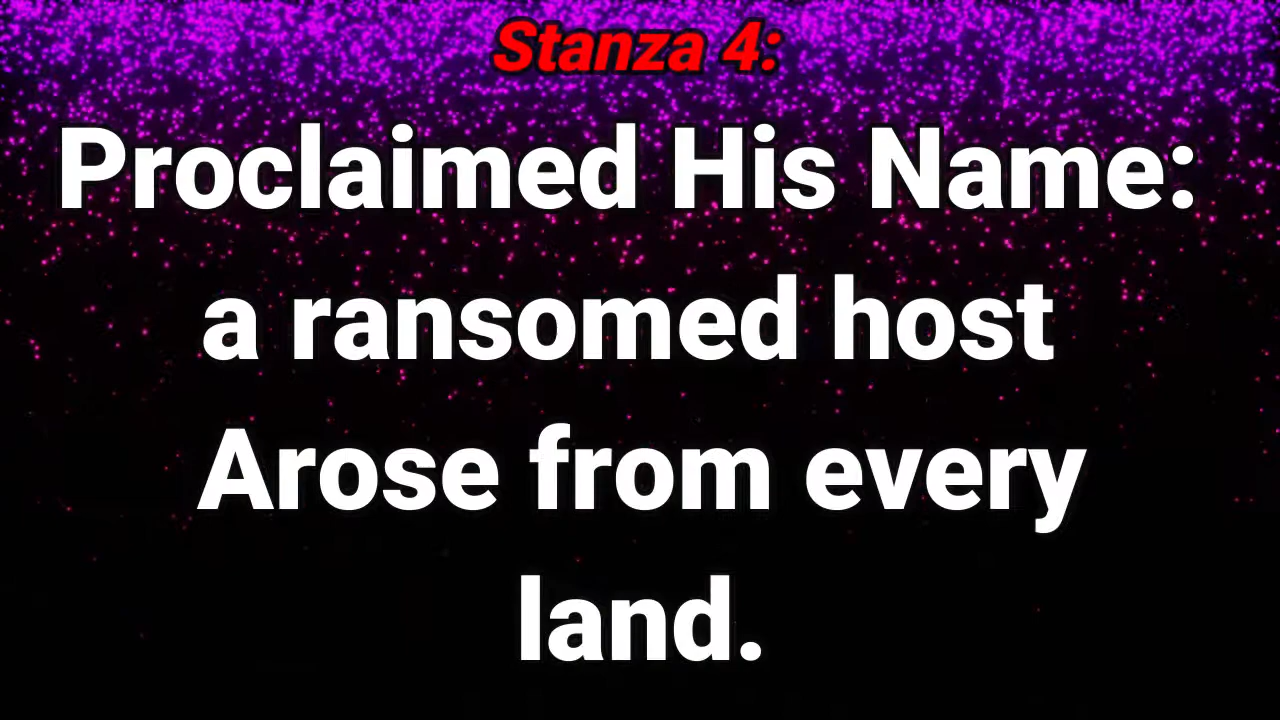 Stanza 4:
Proclaimed His Name:
a ransomed host
Arose from every
land.